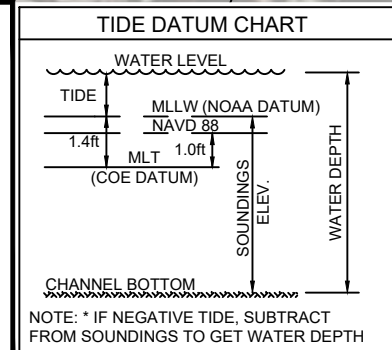 TIDE DATUM CHART
WATER LEVEL
TIDE
MLLW (NOAA DATUM)
NAVD 88
1.4ft
1.0ft
MLT
(COE DATUM)
SOUNDINGS
ELEV.
WATER DEPTH
CHANNEL BOTTOM
NOTE: * IF NEGATIVE TIDE, SUBTRACT
FROM SOUNDINGS TO GET WATER DEPTH